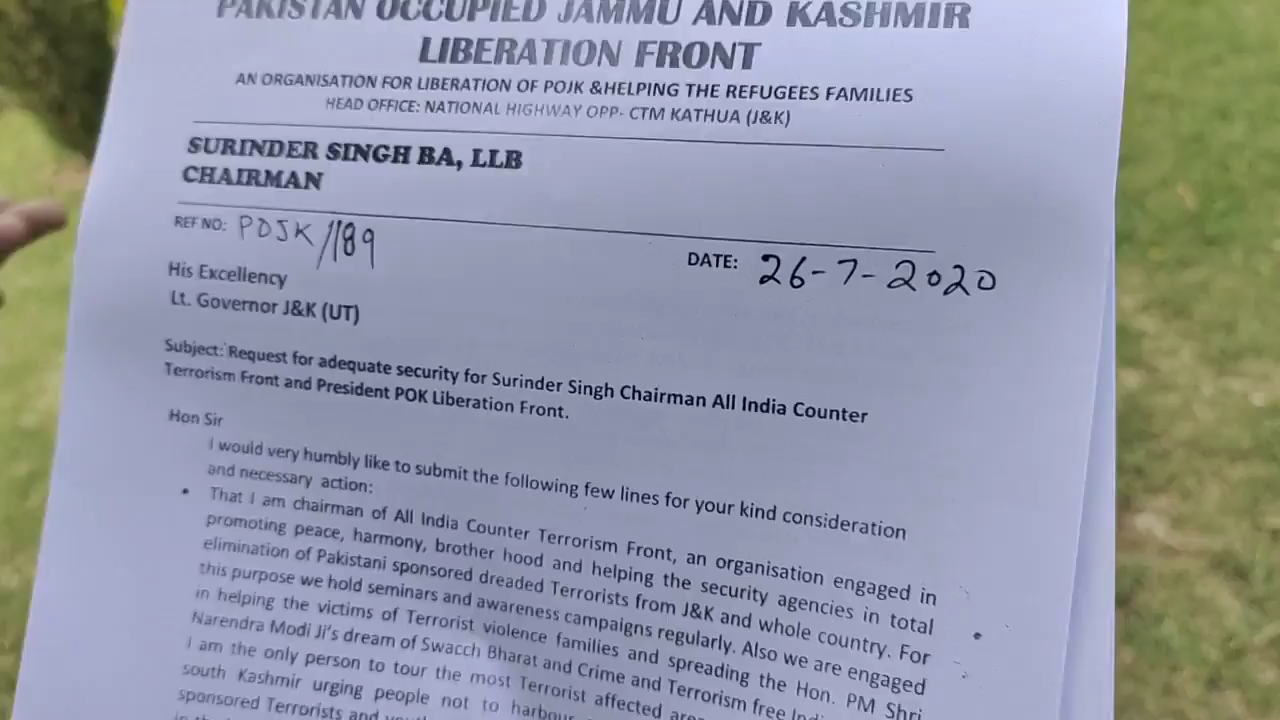 PAKISTAN OCCUPIED JAMMU AND KASHMIR
LIBERATION FRONT
AN ORGANISATION FOR LIBERATION OF POJK &HELPING THE REFUGEES FAMILIES
HEAD OFFICE: NATIONAL HIGHWAY OPP- CTM KATHUA (J&K)
SURINDER SINGH BA, LLB
CHAIRMAN
REF NO: POJK/189
DATE: 26-7-2020
His Excellency
Lt. Governor J&K (UT)
Subject: Request for adequate security for Surinder Singh Chairman All India Counter
Terrorism Front and President POK Liberation Front.
Hon Sir
I would very humbly like to submit the following few lines for your kind consideration
and necessary action:
• That I am chairman of All India Counter Terrorism Front, an organisation engaged in
promoting peace, harmony, brother hood and helping the security agencies in total
elimination of Pakistani sponsored dreaded Terrorists from J&K and whole country. For
this purpose we hold seminars and awareness campaigns regularly. Also we are engaged
in helping the victims of Terrorist violence families and spreading the Hon. PM Shri
Narendra Modi Ji's dream of Swacch Bharat and Crime and Terrorism free
I am the only person to tour the most Terrorist affected
south Kashmir urging people not to
sponsored Terrorists and